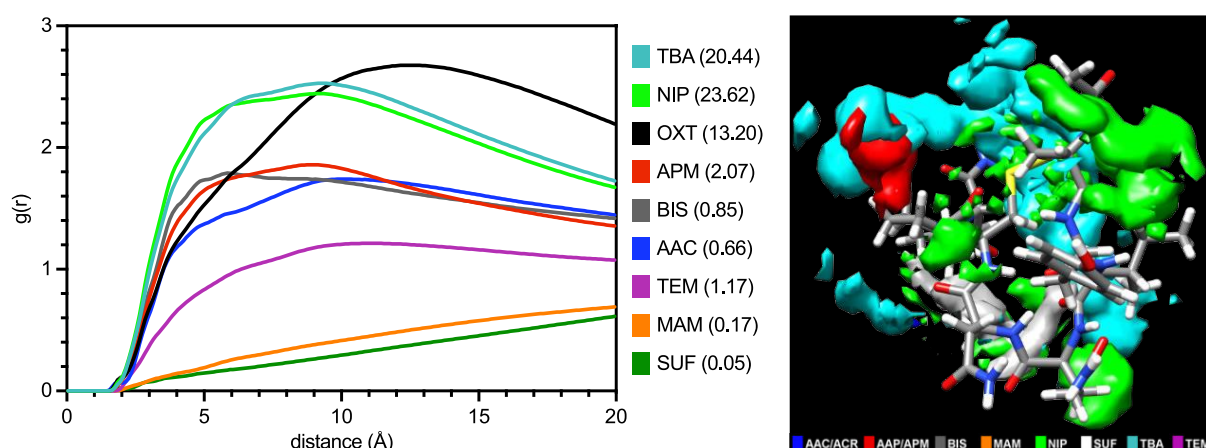 3
2
1
0
g(r)
0
5
10
15
20
distance (Å)
TBA (20.44)
NIP (23.62)
OXT (13.20)
APM (2.07)
BIS (0.85)
AAC (0.66)
TEM (1.17)
MAM (0.17)
SUF (0.05)
AAC/ACR AAP/APM BIS MAM NIP SUF TBA TEM